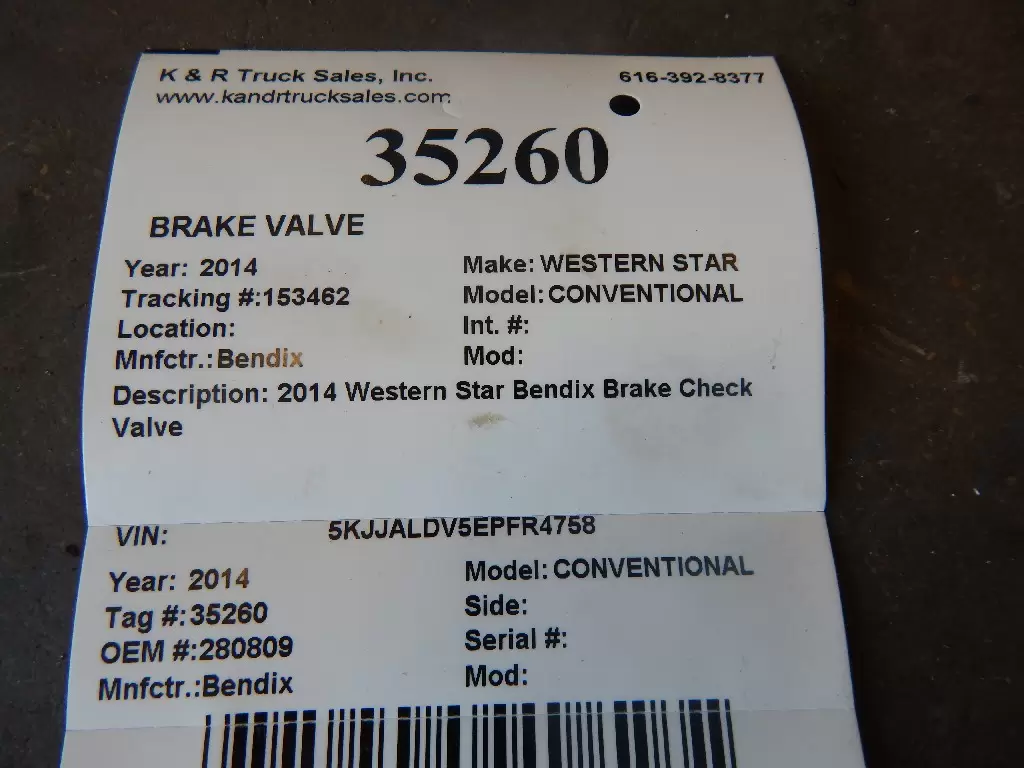 K & R Truck Sales, Inc. 616-392-8377
www.kandrtrucksales.com
35260
BRAKE VALVE
Year: 2014 Make: WESTERN STAR
Tracking #:153462 Model: CONVENTIONAL
Location: Int. #:
Mnfctr.: Bendix Mod:
Description: 2014 Western Star Bendix Brake Check
Valve
VIN: 5KJJALDV5EPFR4758
Year: 2014 Model: CONVENTIONAL
Tag #:35260 Side:
OEM #:280809 Serial #:
Mnfctr.:Bendix Mod: